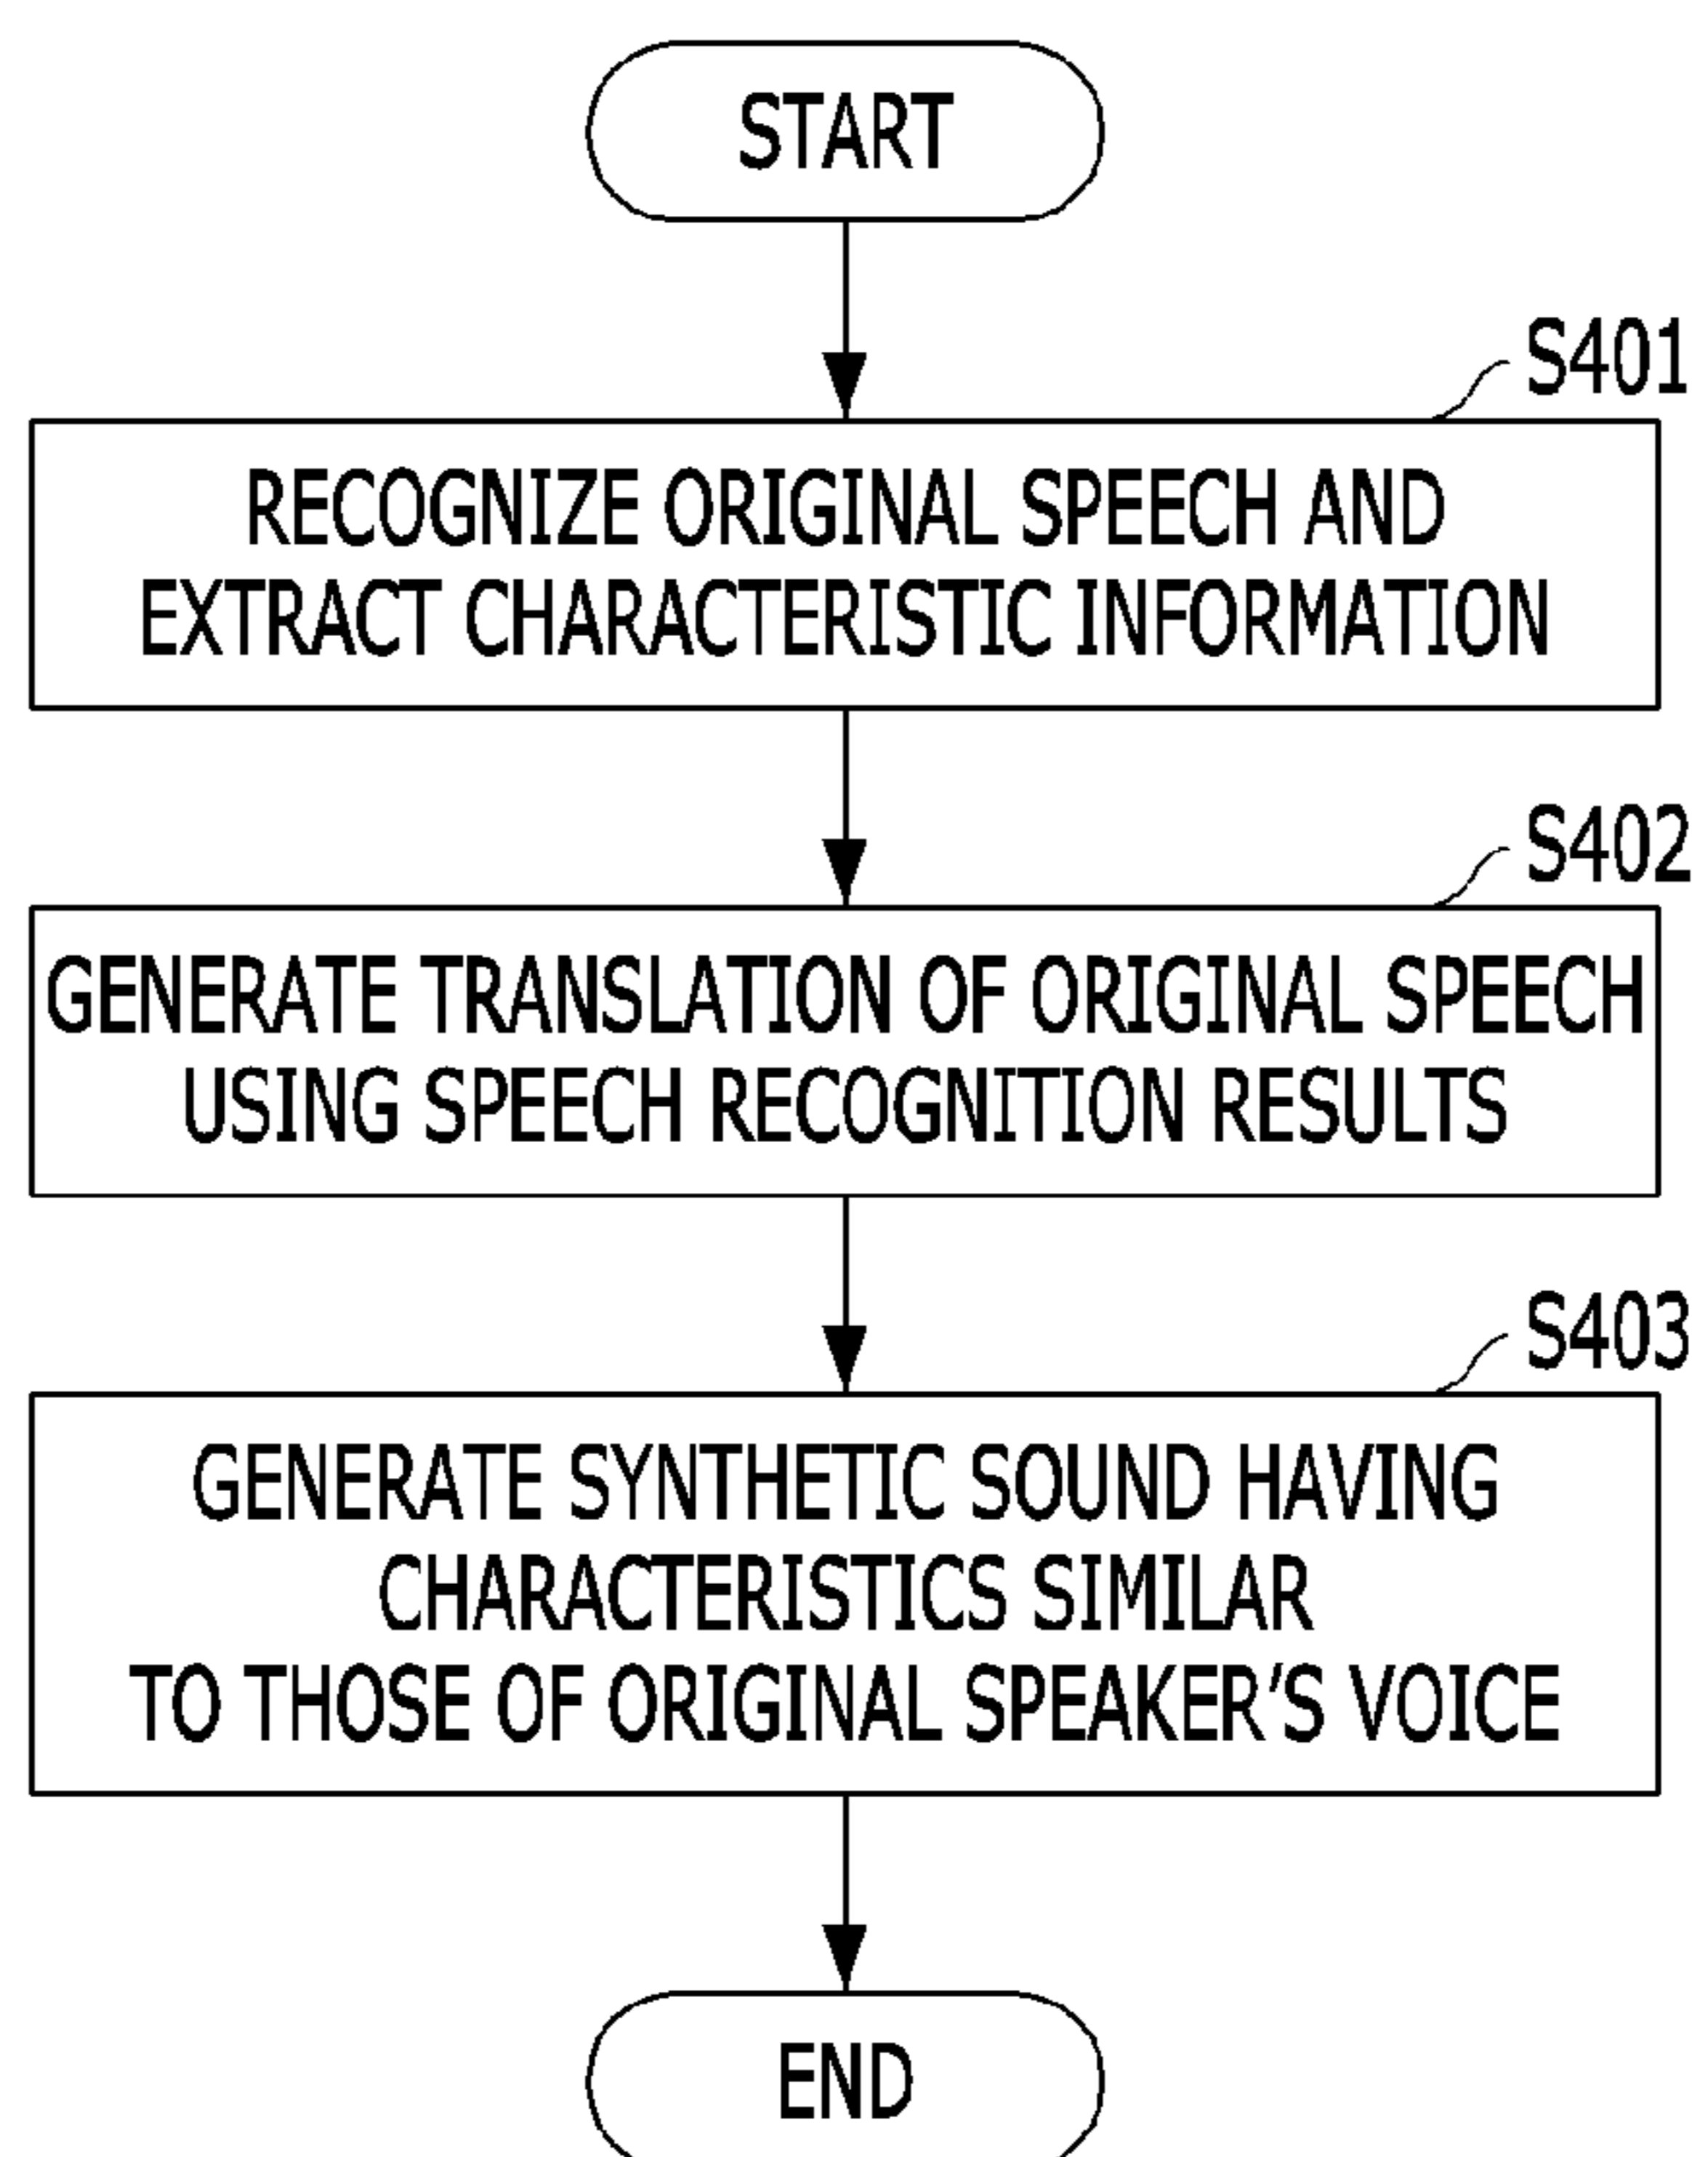 START
S401
RECOGNIZE ORIGINAL SPEECH AND
EXTRACT CHARACTERISTIC INFORMATION
S402
GENERATE TRANSLATION OF ORIGINAL SPEECH
USING SPEECH RECOGNITION RESULTS
S403
GENERATE SYNTHETIC SOUND HAVING
CHARACTERISTICS SIMILAR
TO THOSE OF ORIGINAL SPEAKER'S VOICE
END